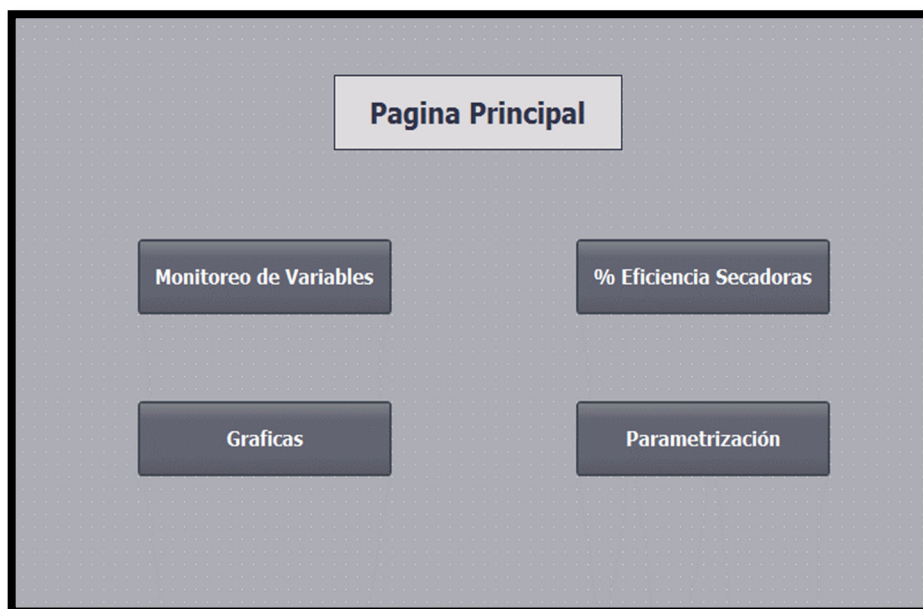 Pagina Principal
Monitoreo de Variables
% Eficiencia Secadoras
Graficas
Parametrización